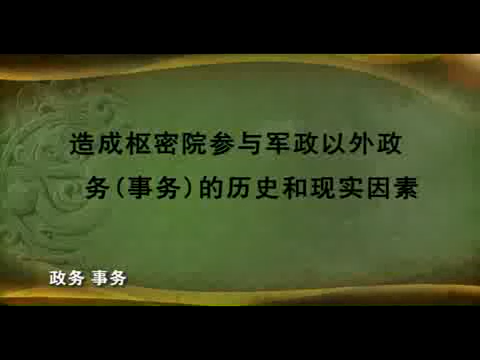 造成枢密院参与军政以外政
务(事务)的历史和现实因素
政务 事务